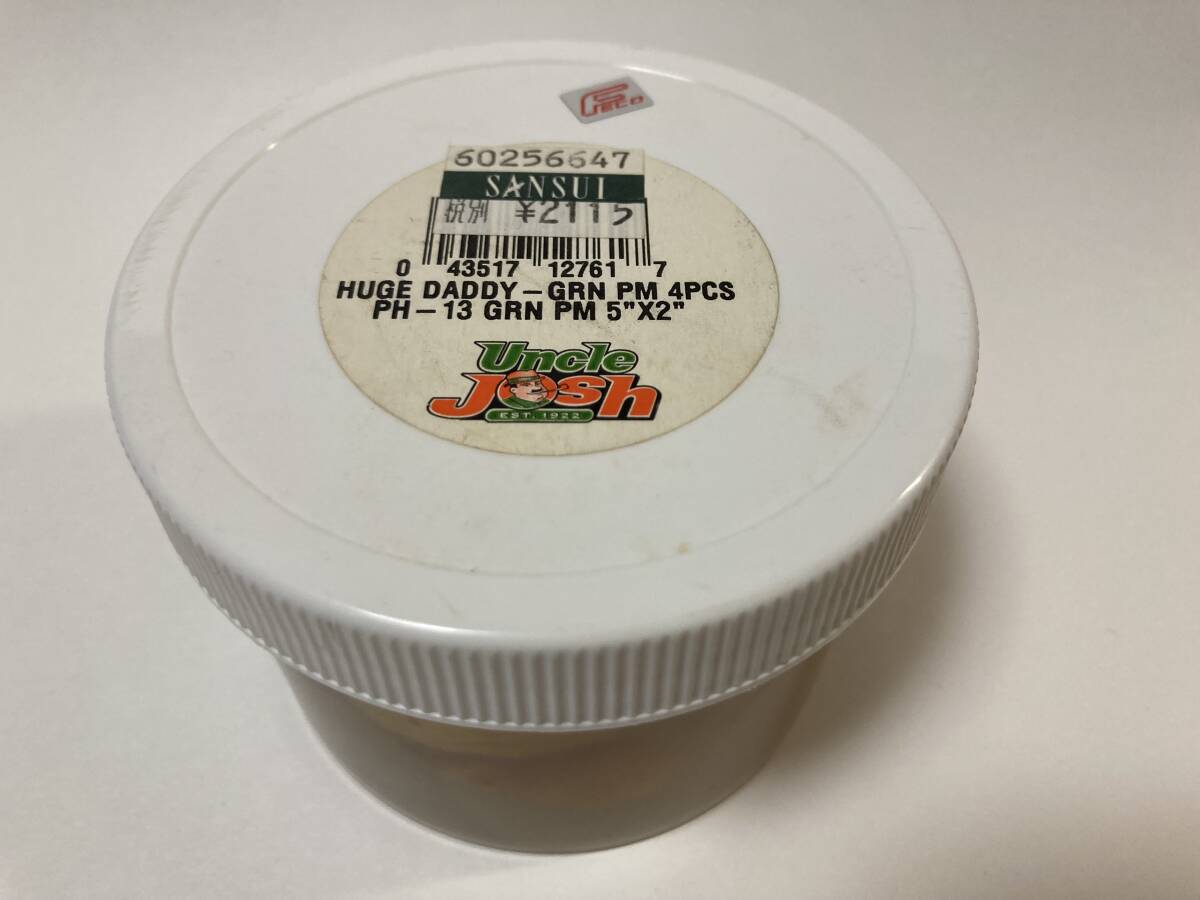 FSECO
60256647
SANSUI
税別 ¥2115
0 43517 12761 7
HUGE DADDY-GRN PM 4PCS
PH-13 GRN PM 5"X2"
Uncle
Josh
EST. 1922